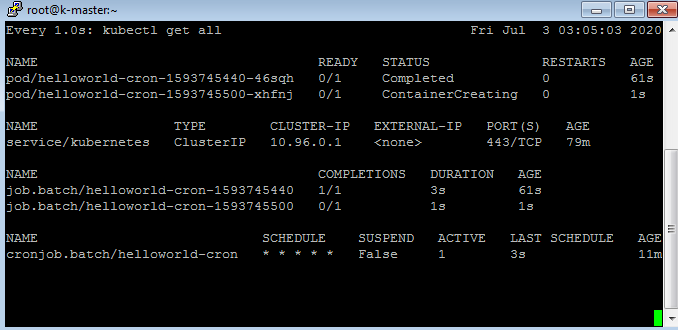 root@k-master:~
Every 1.0s: kubectl get all Fri Jul 3 03:05:03 2020
NAME READY STATUS RESTARTS AGE
pod/helloworld-cron-1593745440-46sqh 0/1 Completed 0 61s
pod/helloworld-cron-1593745500-xhfnj 0/1 ContainerCreating 0 1s
NAME TYPE CLUSTER-IP EXTERNAL-IP PORT(S) AGE
service/kubernetes ClusterIP 10.96.0.1 <none> 443/TCP 79m
NAME COMPLETIONS DURATION AGE
job.batch/helloworld-cron-1593745440 1/1 3s 61s
job.batch/helloworld-cron-1593745500 0/1 1s 1s
NAME SCHEDULE SUSPEND ACTIVE LAST SCHEDULE AGE
cronjob.batch/helloworld-cron * * * * * False 1 3s 11m